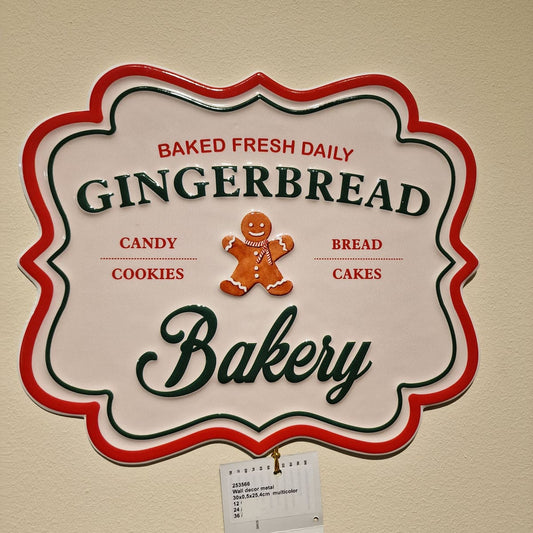 BAKED FRESH DAILY
GINGERBREAD
CANDY
COOKIES
BREAD
CAKES
Bakery
253566
Wall decor metal
30x0,5x25,4cm multicolor
12
24
36